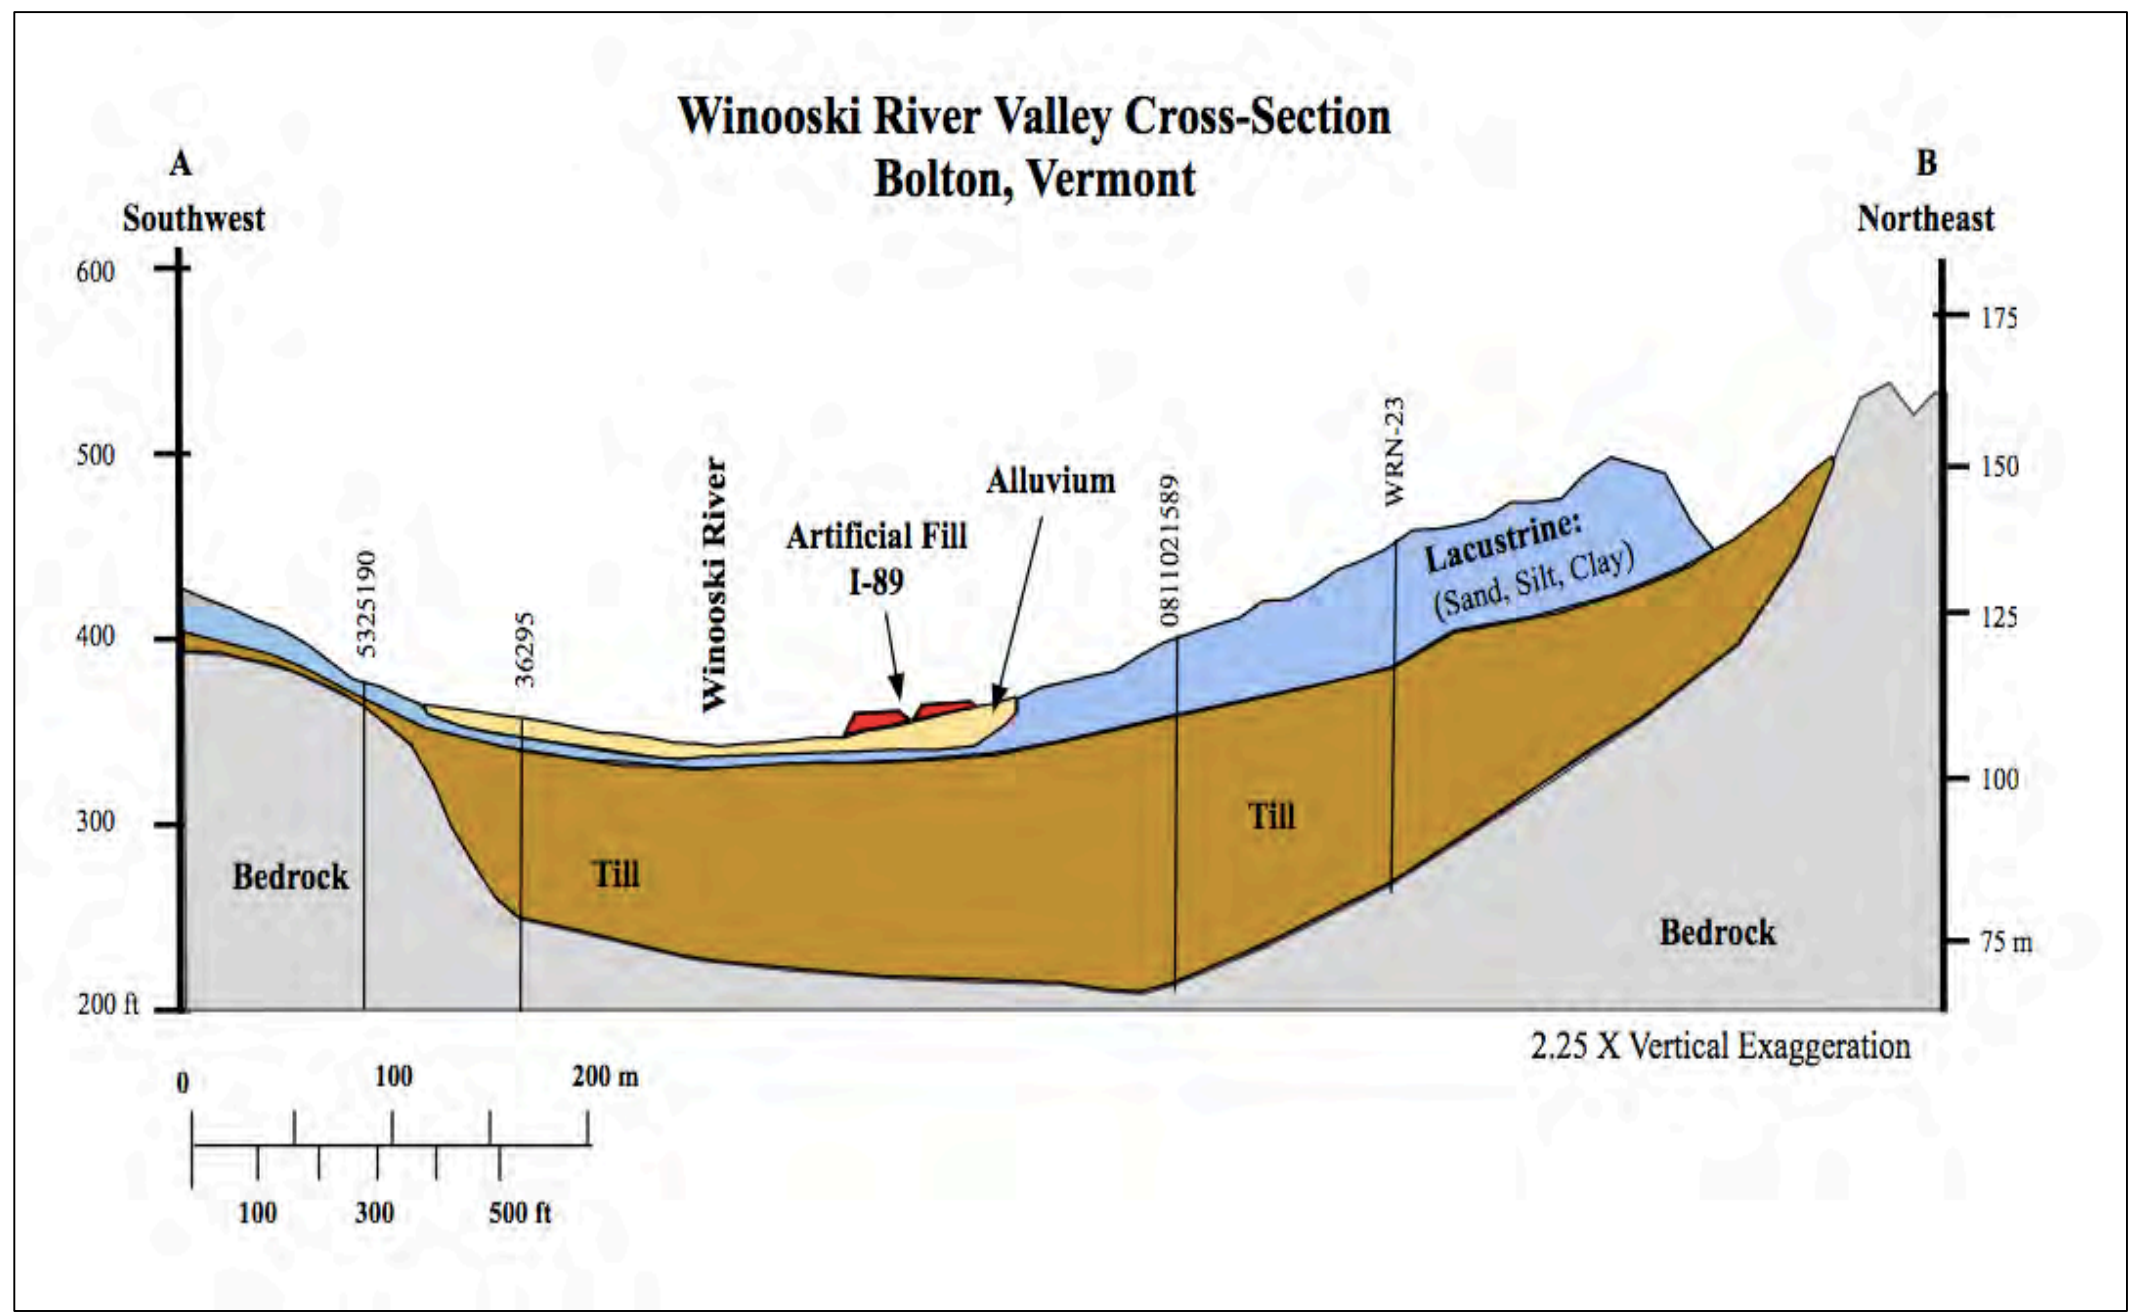 Winooski River Valley Cross-Section
Bolton, Vermont
A
Southwest
B
Northeast
600
500
400
300
200 ft
175
150
125
100
75 m
5325190
36295
Winooski River
Artificial Fill
I-89
Alluvium
0811021589
WRN-23
Lacustrine:
(Sand, Silt, Clay)
Till
Till
Bedrock
Bedrock
2.25 X Vertical Exaggeration
0
100
200 m
100
300
500 ft